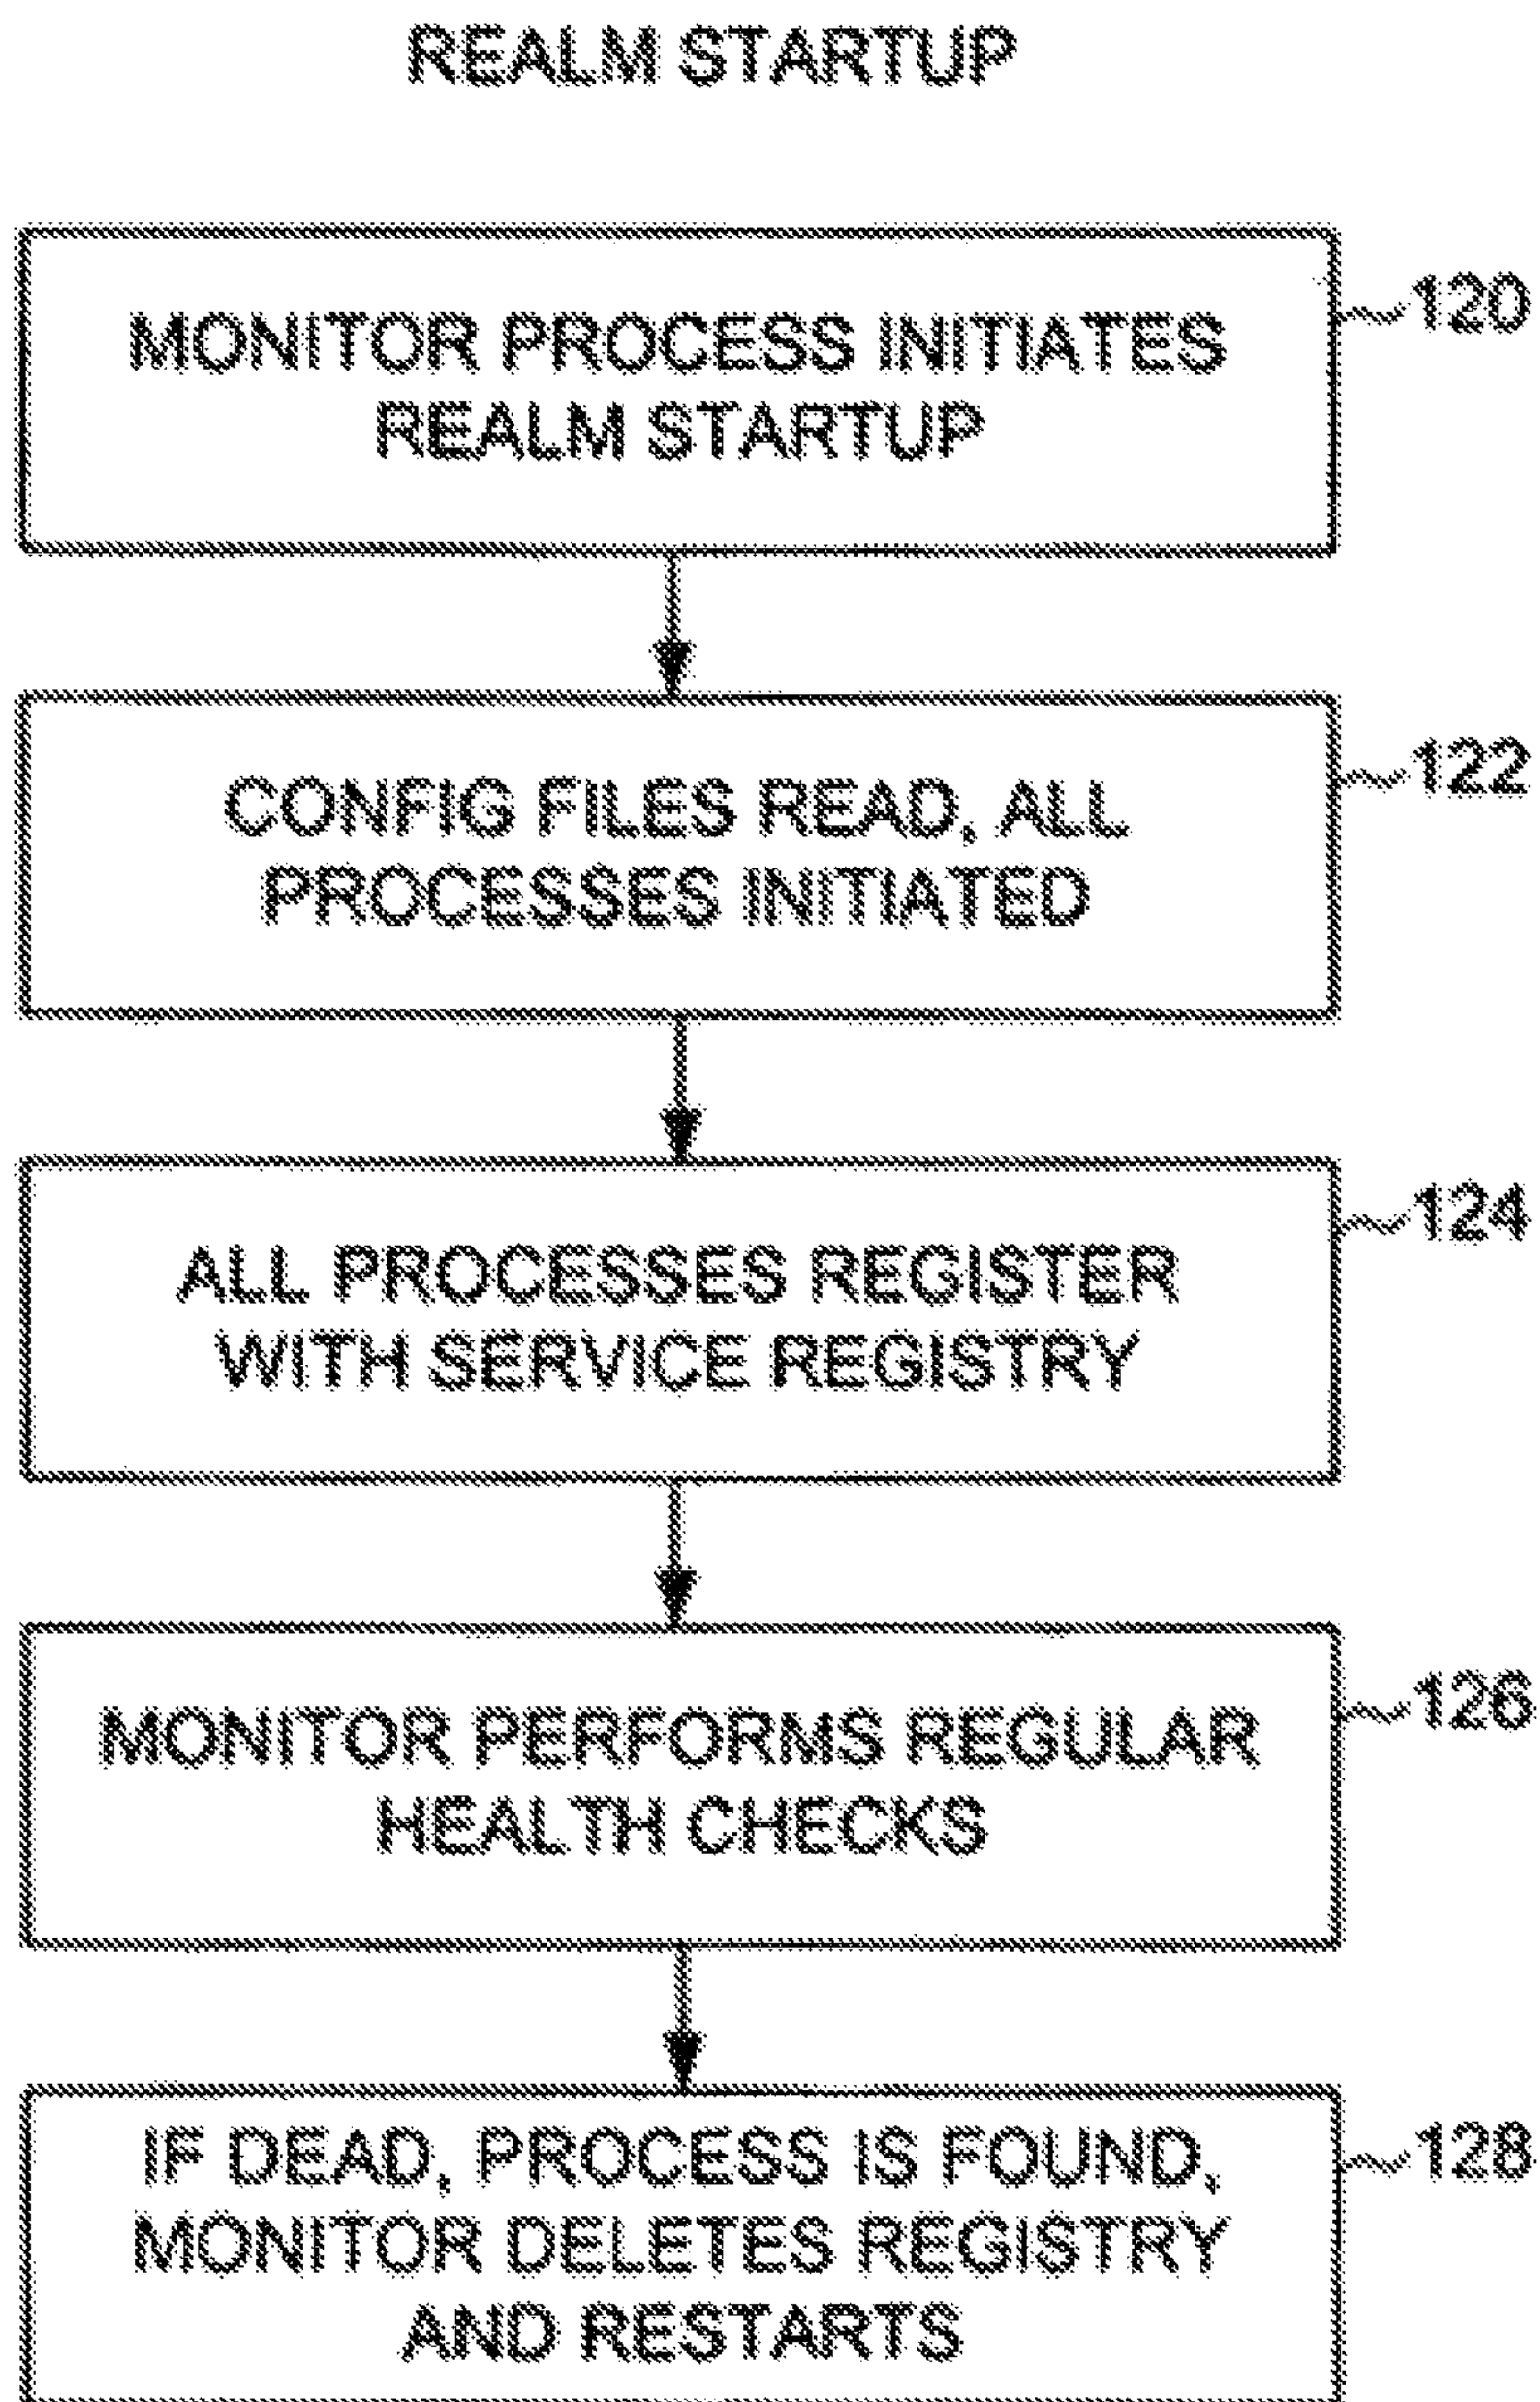 REALM STARTUP
MONITOR PROCESS INITIATES
REALM STARTUP
120
CONFIG FILES READ, ALL
PROCESSES INITIATED
122
ALL PROCESSES REGISTER
WITH SERVICE REGISTRY
124
MONITOR PERFORMS REGULAR
HEALTH CHECKS
126
IF DEAD, PROCESS IS FOUND,
MONITOR DELETES REGISTRY
AND RESTARTS
128